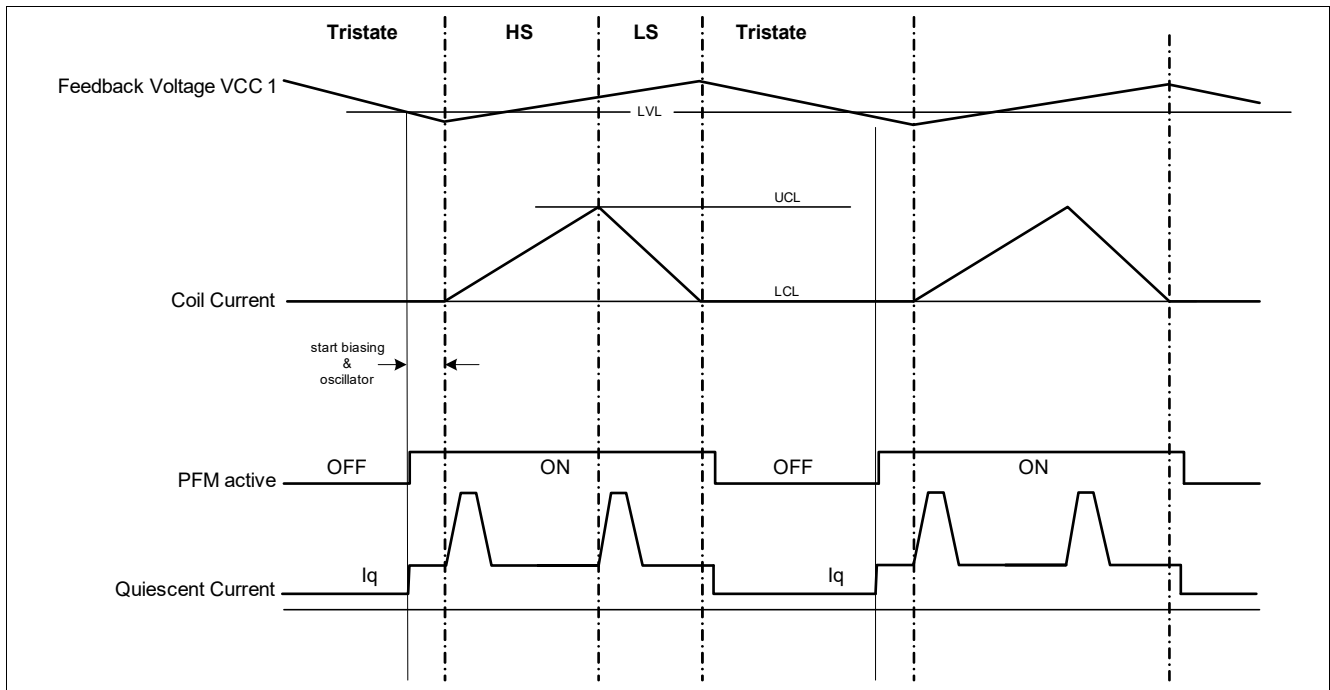 Tristate HS LS Tristate
Feedback Voltage VCC 1
LVL
UCL
Coil Current
LCL
start biasing
&
oscillator
OFF ON OFF ON
PFM active
Iq Iq
Quiescent Current